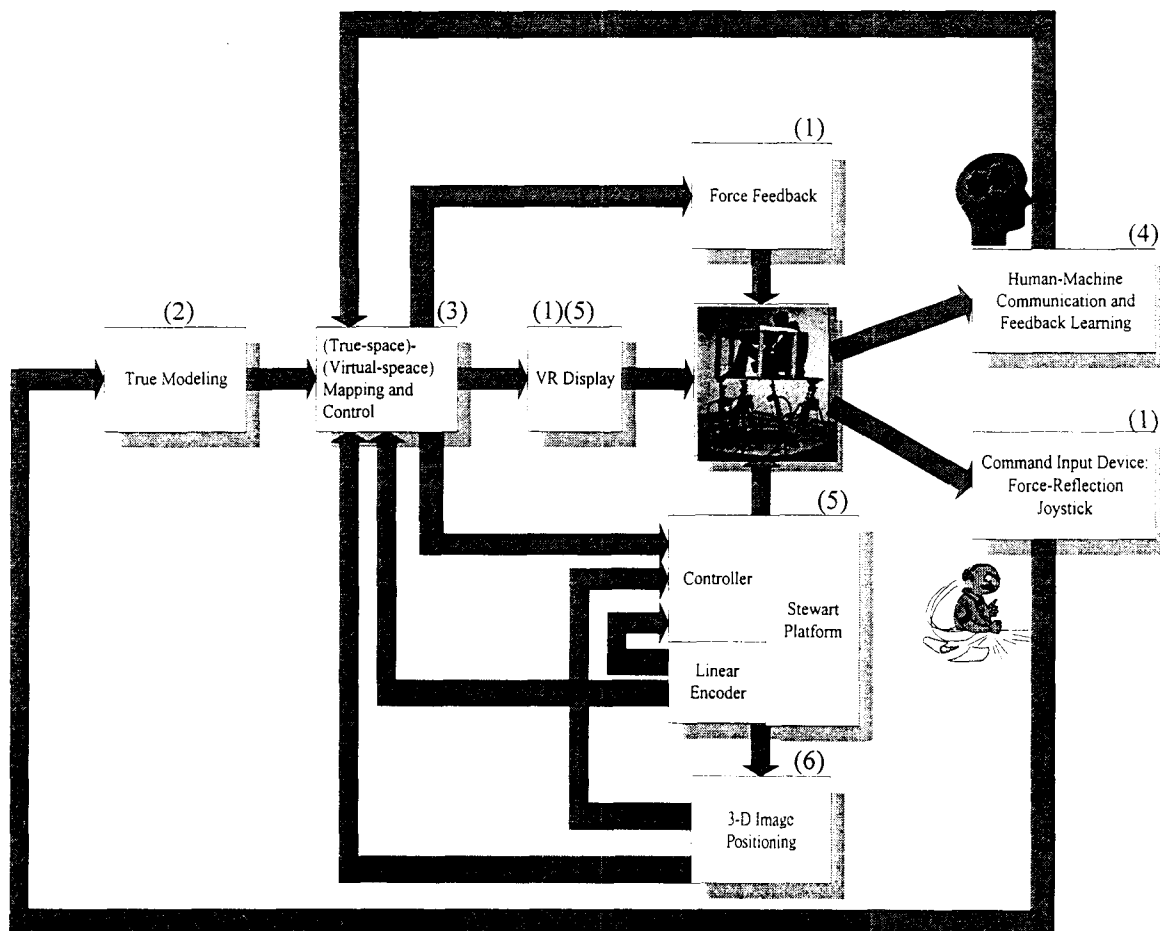 (1)
Force Feedback
(4)
Human-Machine
Communication and
Feedback Learning
(2)
True Modeling
(3)
(True-space)-
(Virtual-speace)
Mapping and
Control
(1)(5)
VR Display
(1)
Command Input Device:
Force-Reflection
Joystick
(5)
Controller
Stewart
Platform
Linear
Encoder
(6)
3-D Image
Positioning